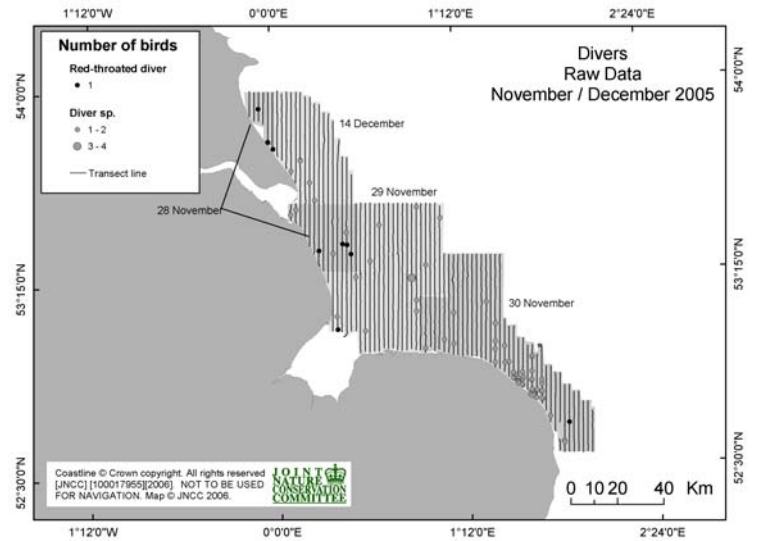 1°12'0"W 0°0'0"E 1°12'0"E 2°24'0"E
Number of birds
Red-throated diver
1
Diver sp.
1 - 2
3 - 4
Transect line
Divers
Raw Data
November / December 2005
54°0'0"N
54°0'0"N
14 December
29 November
28 November
53°15'0"N
53°15'0"N
30 November
52°30'0"N
52°30'0"N
Coastline © Crown copyright. All rights reserved
[JNCC] [100017955][2006]. NOT TO BE USED
FOR NAVIGATION. Map © JNCC 2006.
JOINT
NATURE
CONSERVATION
COMMITTEE
0 10 20 40 Km
1°12'0"W 0°0'0"E 1°12'0"E 2°24'0"E